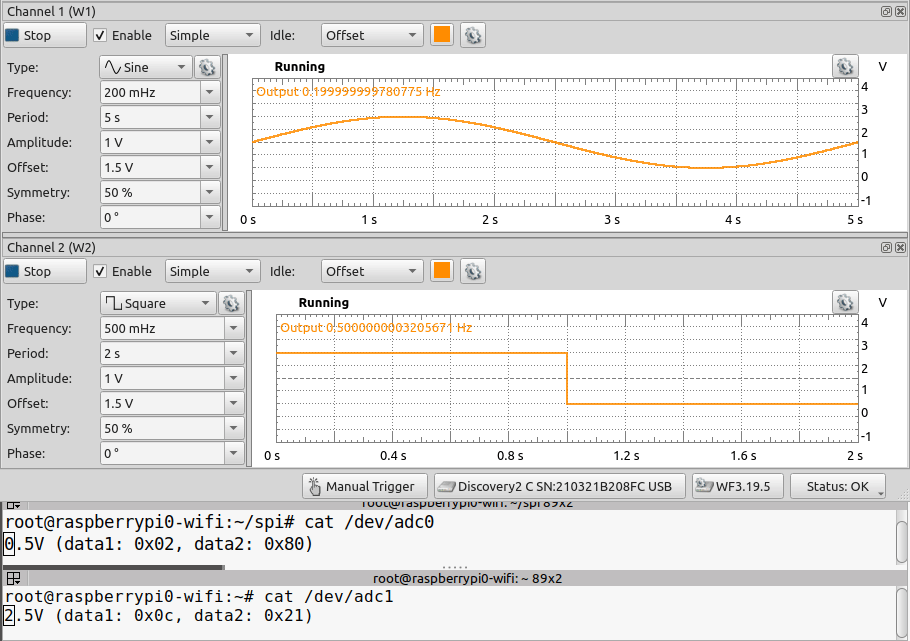 Channel 1 (W1)
Stop Enable Simple Idle: Offset
Type: Sine
Frequency: 200 mHz
Period: 5 s
Amplitude: 1 V
Offset: 1.5 V
Symmetry: 50 %
Phase: 0 °
Running V
Output 0.199999999780775 Hz
4
3
2
1
0
-1
0 s 1 s 2 s 3 s 4 s 5 s
Channel 2 (W2)
Stop Enable Simple Idle: Offset
Type: Square
Frequency: 500 mHz
Period: 2 s
Amplitude: 1 V
Offset: 1.5 V
Symmetry: 50 %
Phase: 0 °
Running V
Output 0.5000000003205671 Hz
4
3
2
1
0
-1
0 s 0.4 s 0.8 s 1.2 s 1.6 s 2 s
Manual Trigger Discovery2 C SN:210321B208FC USB WF3.19.5 Status: OK
root@raspberrypi0-wifi: ~/spi 89x2
root@raspberrypi0-wifi:~/spi# cat /dev/adc0
0.5V (data1: 0x02, data2: 0x80)
root@raspberrypi0-wifi: ~ 89x2
root@raspberrypi0-wifi:~# cat /dev/adc1
2.5V (data1: 0x0c, data2: 0x21)